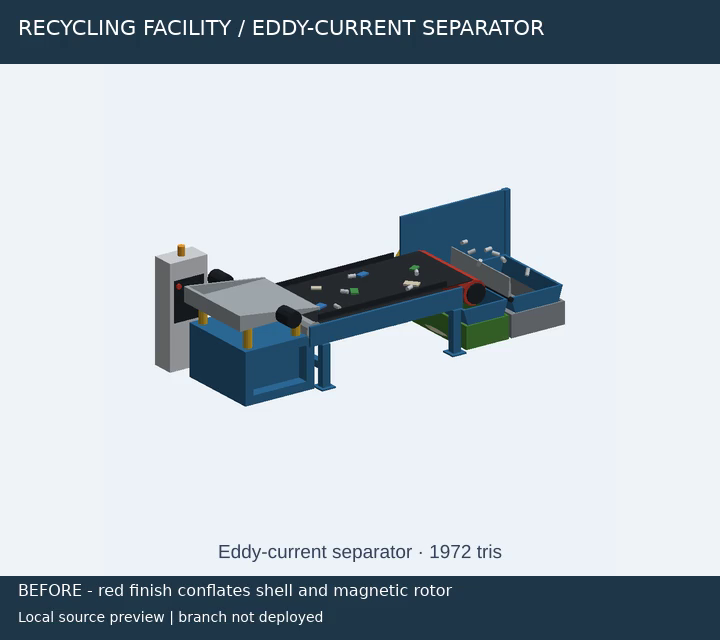 RECYCLING FACILITY / EDDY-CURRENT SEPARATOR
Eddy-current separator · 1972 tris
BEFORE - red finish conflates shell and magnetic rotor
Local source preview | branch not deployed